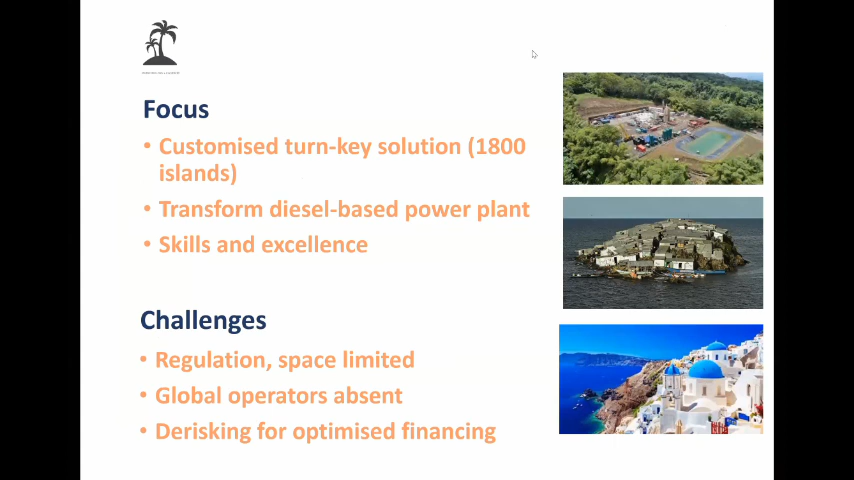 Focus
• Customised turn-key solution (1800
islands)
• Transform diesel-based power plant
• Skills and excellence
Challenges
• Regulation, space limited
• Global operators absent
• Derisking for optimised financing